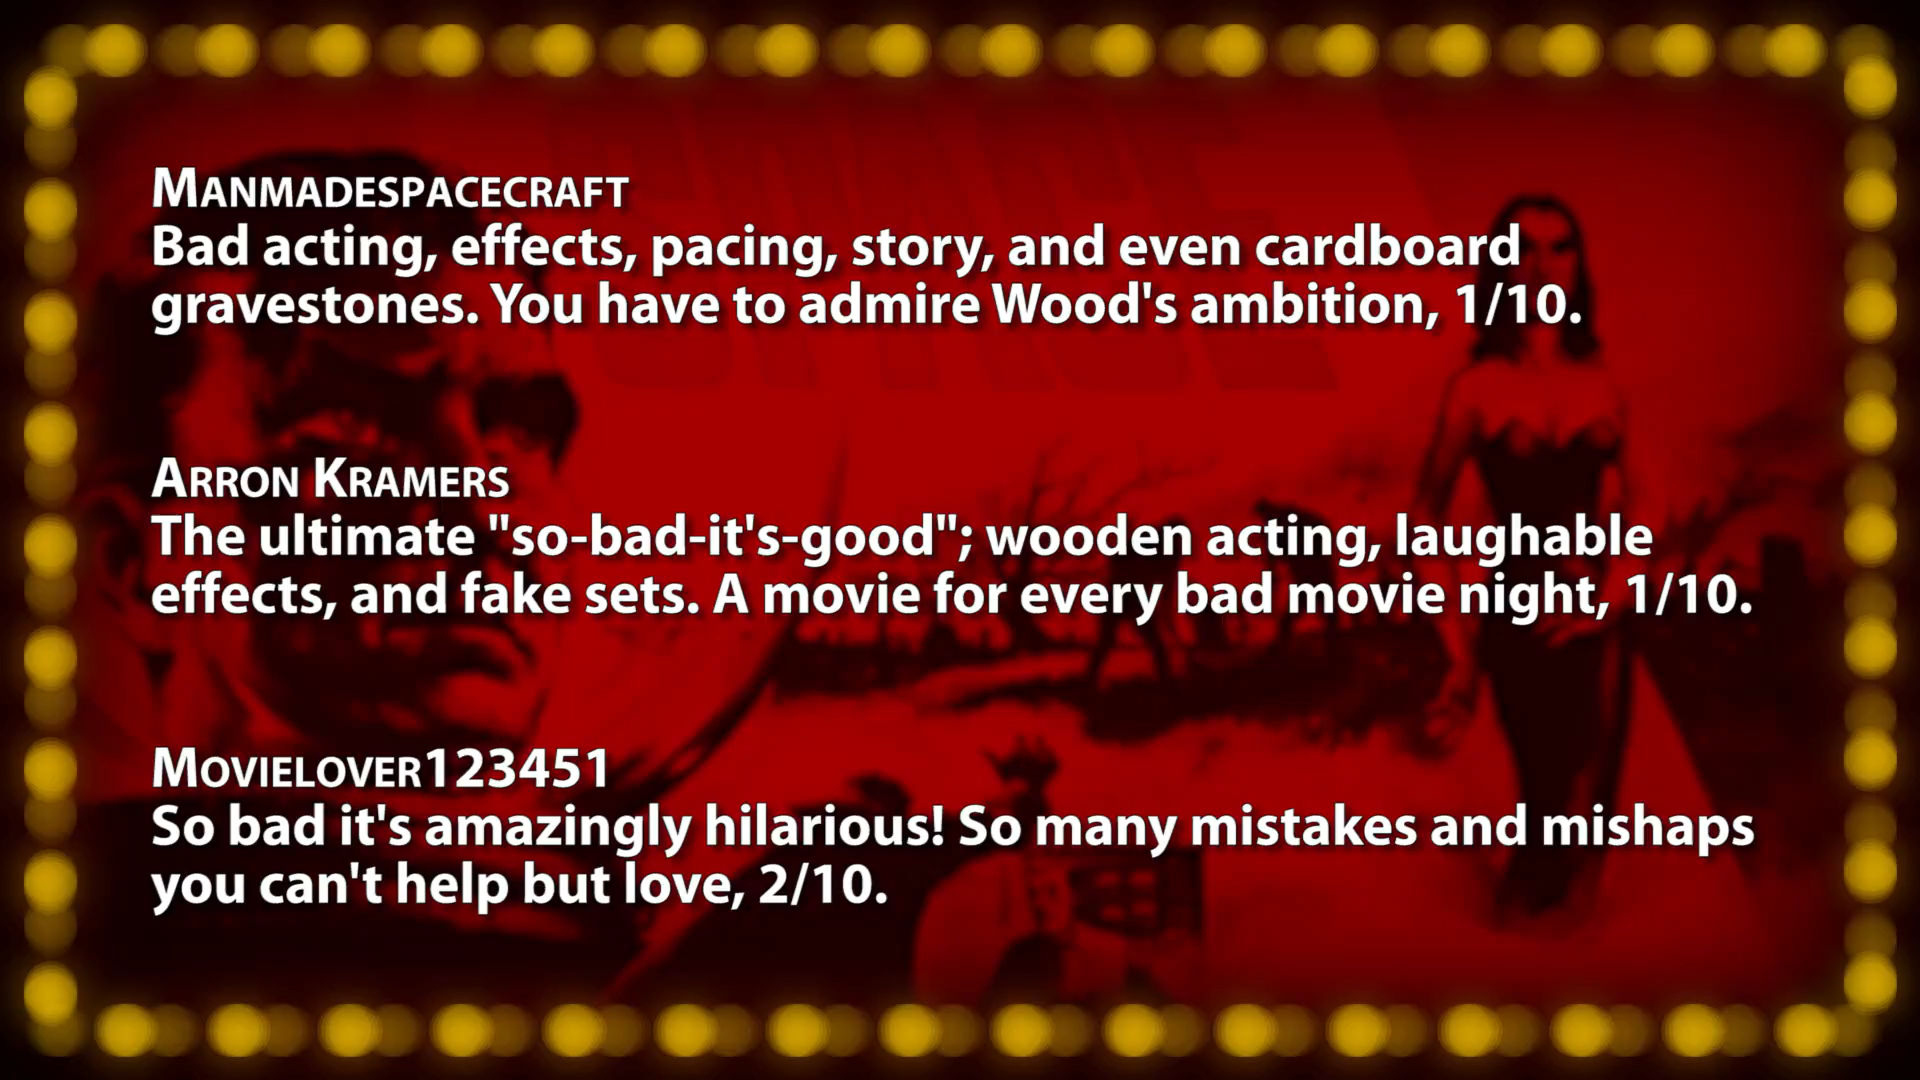 SPACE
MANMADESPACECRAFT
Bad acting, effects, pacing, story, and even cardboard
gravestones. You have to admire Wood's ambition, 1/10.
ARRON KRAMERS
The ultimate "so-bad-it's-good"; wooden acting, laughable
effects, and fake sets. A movie for every bad movie night, 1/10.
MOVIELOVER123451
So bad it's amazingly hilarious! So many mistakes and mishaps
you can't help but love, 2/10.